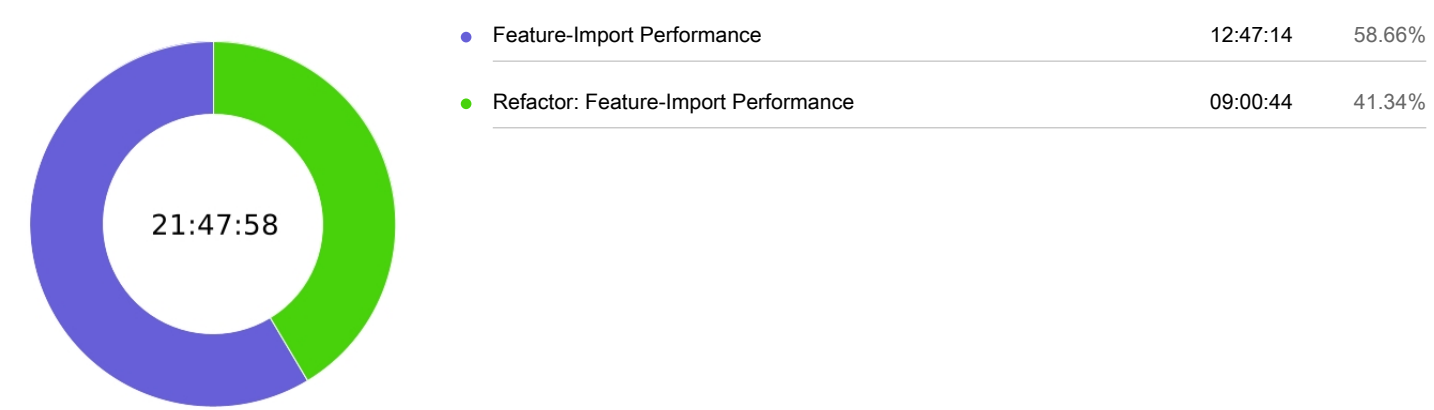 Feature-Import Performance 12:47:14 58.66%
Refactor: Feature-Import Performance 09:00:44 41.34%
21:47:58